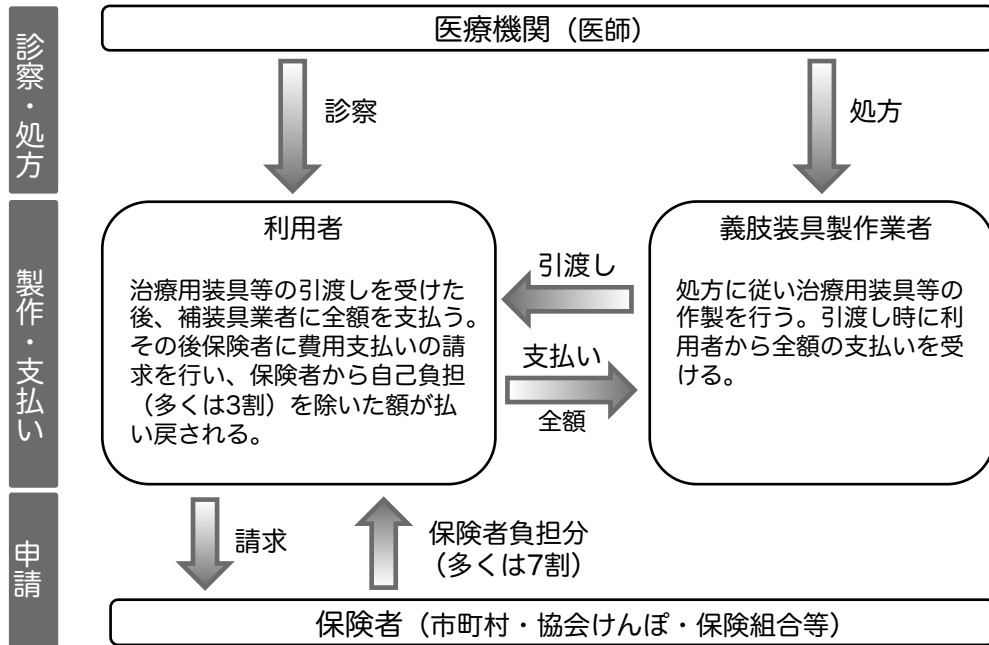 診察・処方
医療機関（医師）
診察
処方
製作・支払い
利用者
治療用装具等の引渡しを受けた
後、補装具業者に全額を支払う。
その後保険者に費用支払いの請
求を行い、保険者から自己負担
（多くは3割）を除いた額が払
い戻される。
引渡し
支払い
全額
義肢装具製作業者
処方に従い治療用装具等の
作製を行う。引渡し時に利
用者から全額の支払いを受
ける。
申請
請求
保険者負担分
（多くは7割）
保険者（市町村・協会けんぽ・保険組合等）